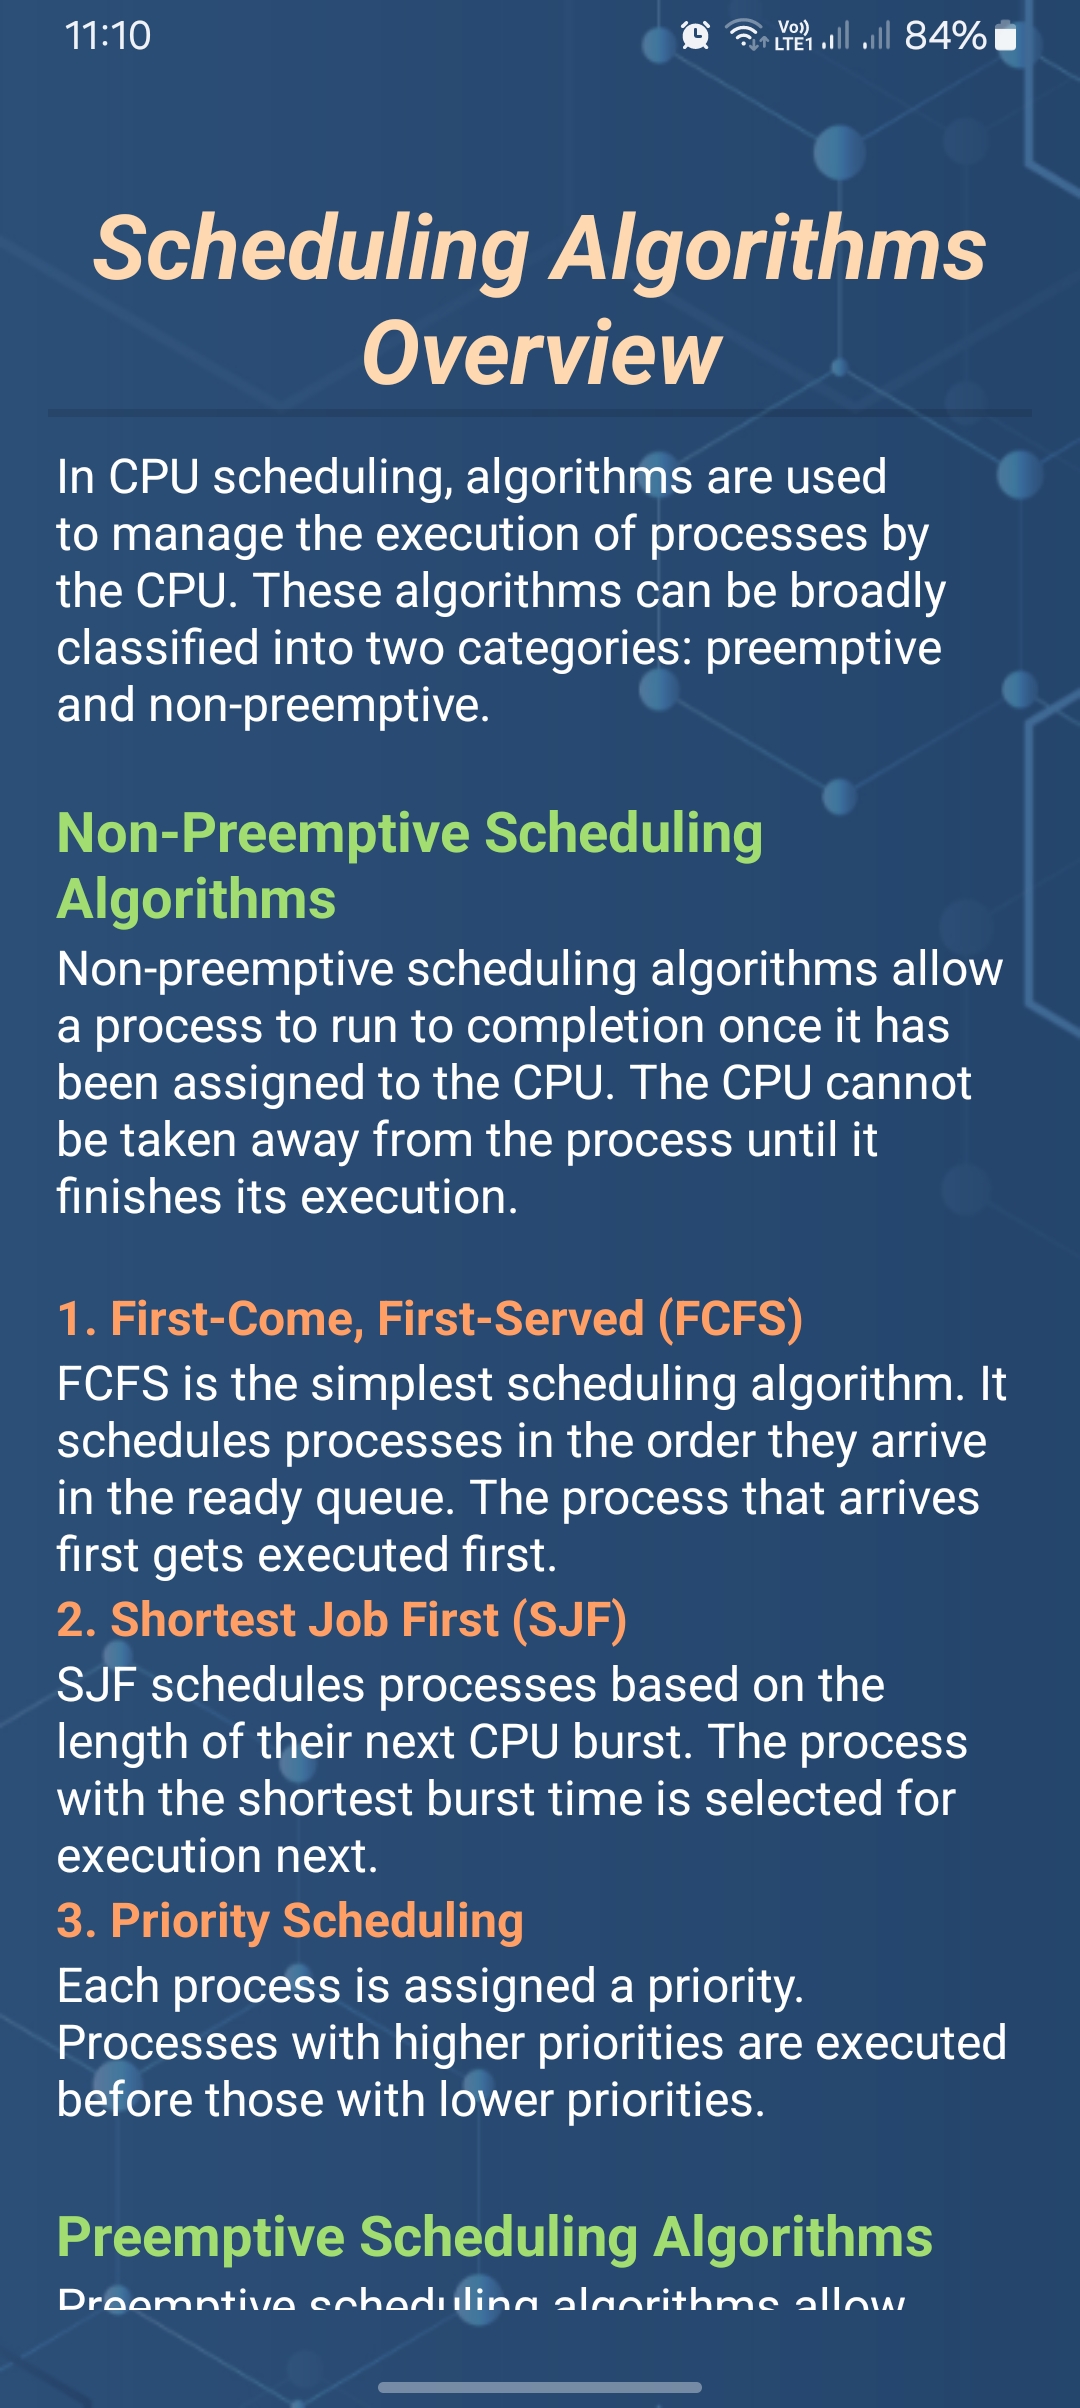 11:10
Vo)) LTE1 84%
Scheduling Algorithms
Overview
In CPU scheduling, algorithms are used
to manage the execution of processes by
the CPU. These algorithms can be broadly
classified into two categories: preemptive
and non-preemptive.
Non-Preemptive Scheduling
Algorithms
Non-preemptive scheduling algorithms allow
a process to run to completion once it has
been assigned to the CPU. The CPU cannot
be taken away from the process until it
finishes its execution.
1. First-Come, First-Served (FCFS)
FCFS is the simplest scheduling algorithm. It
schedules processes in the order they arrive
in the ready queue. The process that arrives
first gets executed first.
2. Shortest Job First (SJF)
SJF schedules processes based on the
length of their next CPU burst. The process
with the shortest burst time is selected for
execution next.
3. Priority Scheduling
Each process is assigned a priority.
Processes with higher priorities are executed
before those with lower priorities.
Preemptive Scheduling Algorithms
Preemptive scheduling algorithms allow